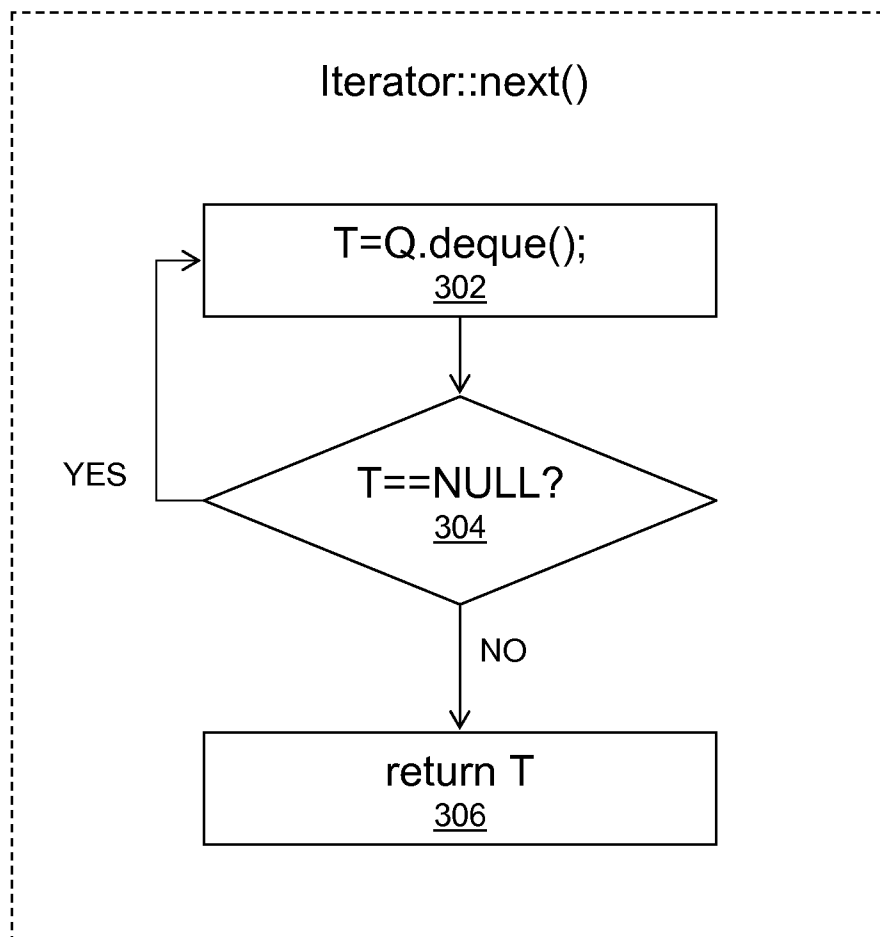 Iterator::next()
T=Q.deque();
302
T==NULL?
304
YES
NO
return T
306